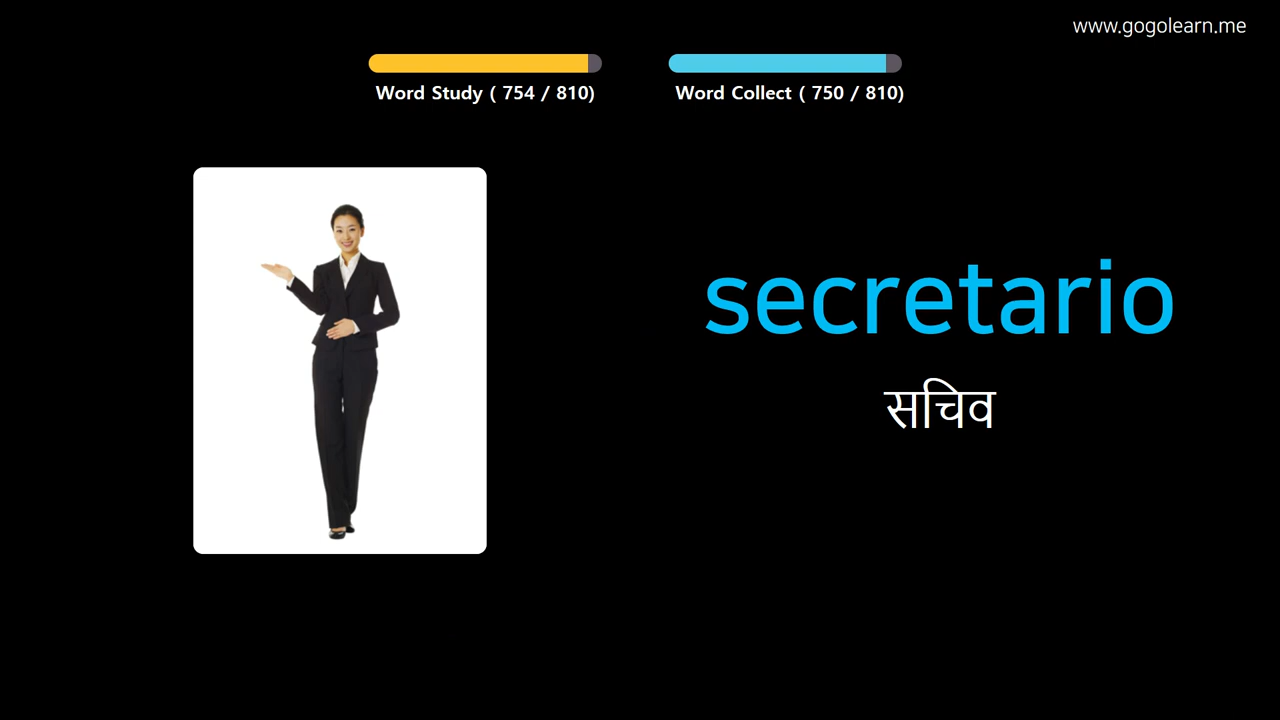 www.gogolearn.me
Word Study ( 754 / 810)
Word Collect ( 750 / 810)
secretario
सचिव